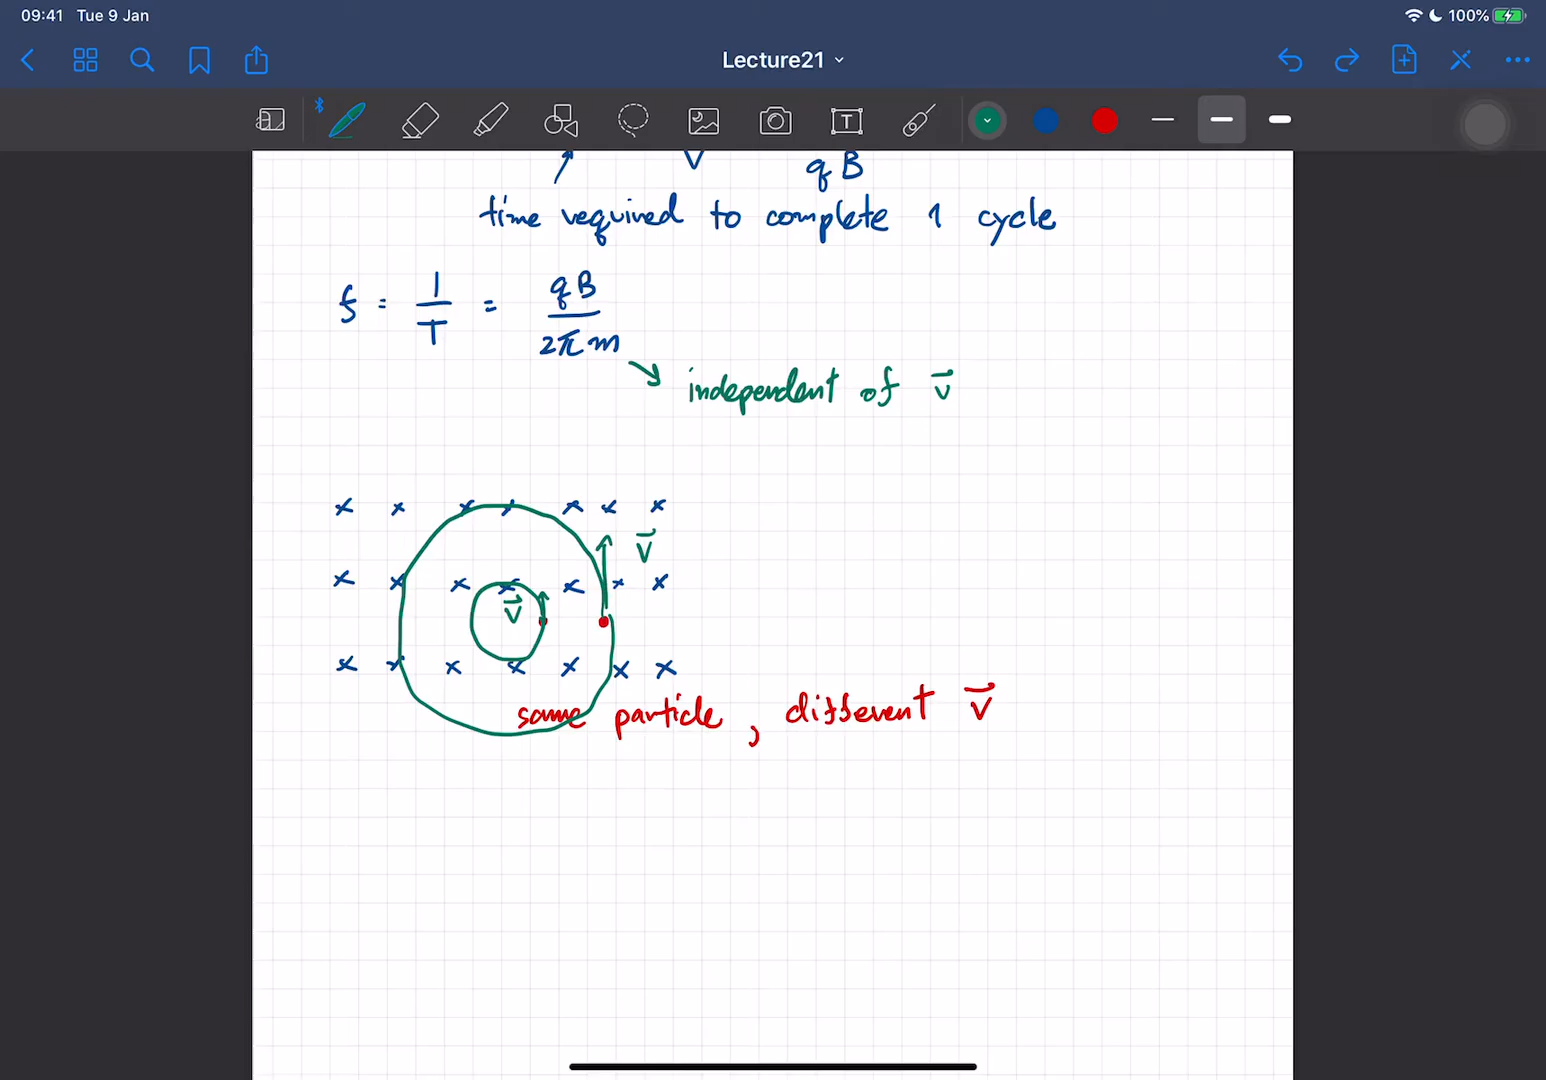 09:41 Tue 9 Jan 100%
Lecture21
T
v qB
time required to complete 1 cycle
f = 1/T = qB/2πm
independent of v⃗
x x x x x x x
v⃗
x x x x x x x
v⃗
x x x x x x x
same particle, different v⃗